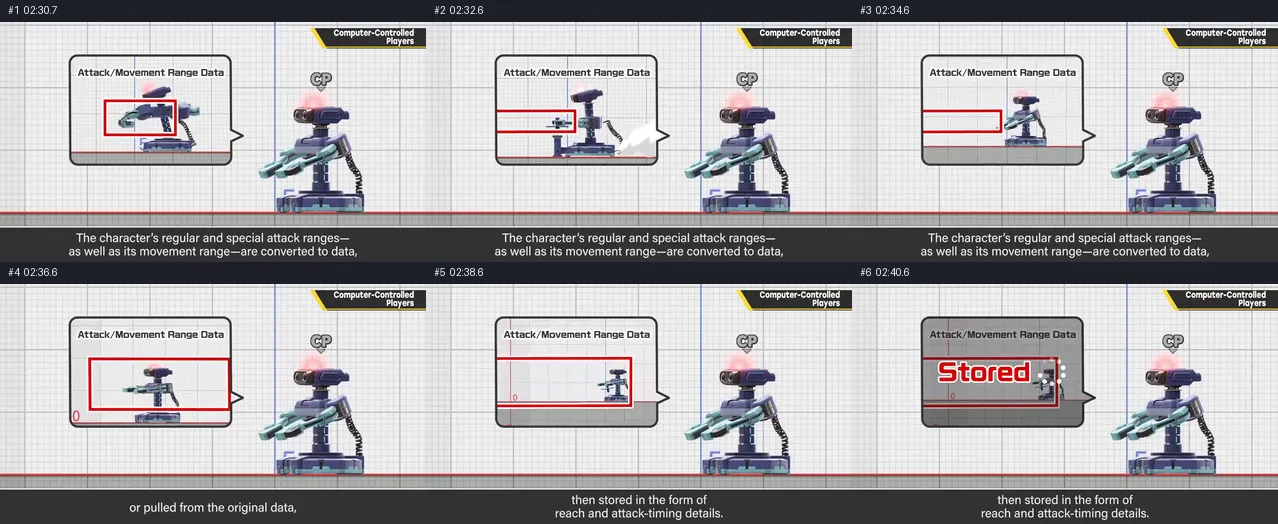 #1 02:30.7
Computer-Controlled
Players
Attack/Movement Range Data
CP
The character's regular and special attack ranges—
as well as its movement range—are converted to data,
#2 02:32.6
Computer-Controlled
Players
Attack/Movement Range Data
CP
The character's regular and special attack ranges—
as well as its movement range—are converted to data,
#3 02:34.6
Computer-Controlled
Players
Attack/Movement Range Data
CP
The character's regular and special attack ranges—
as well as its movement range—are converted to data,
#4 02:36.6
Computer-Controlled
Players
Attack/Movement Range Data
CP
0
or pulled from the original data,
#5 02:38.6
Computer-Controlled
Players
Attack/Movement Range Data
CP
0
then stored in the form of
reach and attack-timing details.
#6 02:40.6
Computer-Controlled
Players
Attack/Movement Range Data
CP
Stored
0
then stored in the form of
reach and attack-timing details.